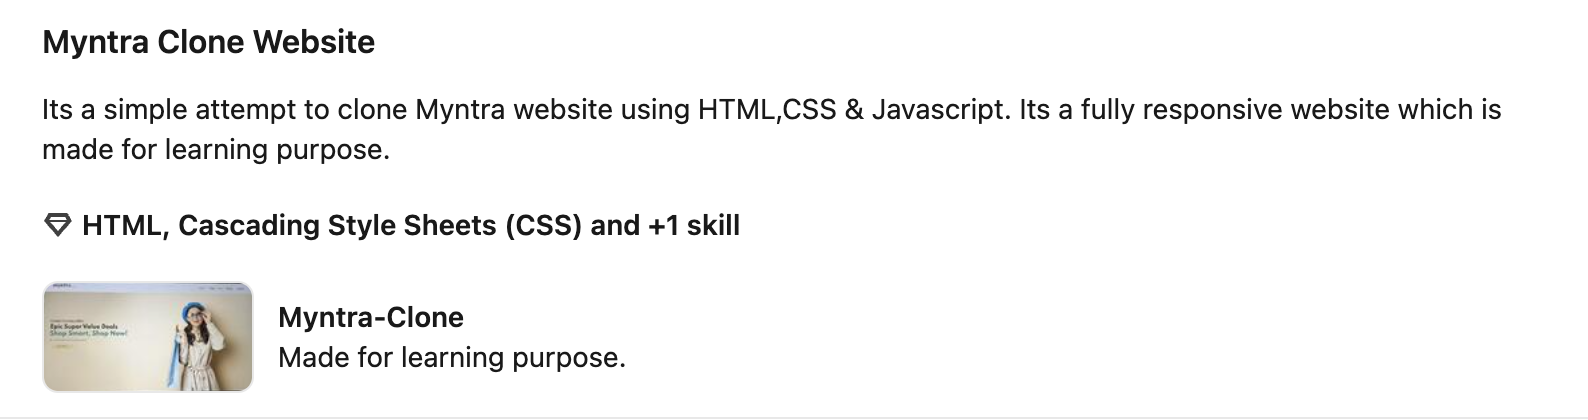 Myntra Clone Website
Its a simple attempt to clone Myntra website using HTML,CSS & Javascript. Its a fully responsive website which is
made for learning purpose.
HTML, Cascading Style Sheets (CSS) and +1 skill
Epic Super Value Deals
Shop Smart, Shop Now!
Myntra-Clone
Made for learning purpose.